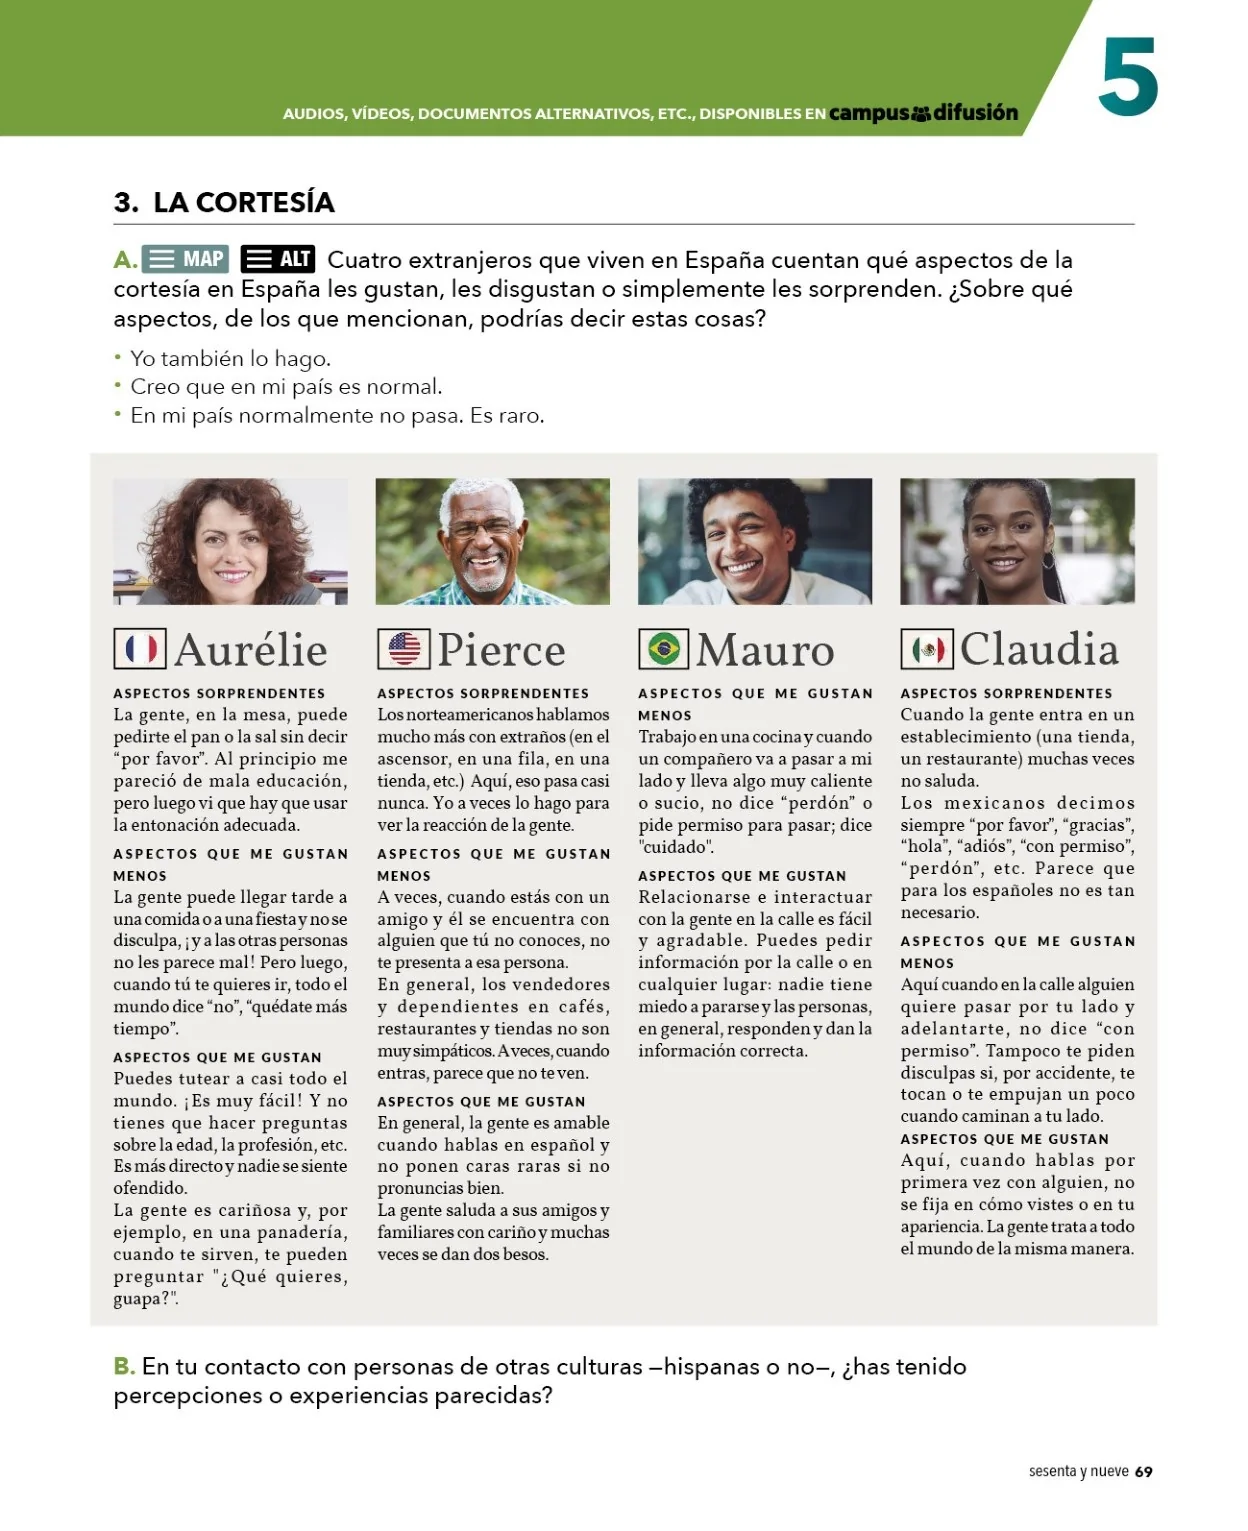 5
AUDIOS, VÍDEOS, DOCUMENTOS ALTERNATIVOS, ETC., DISPONIBLES EN campus difusión
3. LA CORTESÍA
A. MAP ALT Cuatro extranjeros que viven en España cuentan qué aspectos de la
cortesía en España les gustan, les disgustan o simplemente les sorprenden. ¿Sobre qué
aspectos, de los que mencionan, podrías decir estas cosas?
• Yo también lo hago.
• Creo que en mi país es normal.
• En mi país normalmente no pasa. Es raro.
Aurélie
ASPECTOS SORPRENDENTES
La gente, en la mesa, puede
pedirte el pan o la sal sin decir
“por favor”. Al principio me
pareció de mala educación,
pero luego vi que hay que usar
la entonación adecuada.
ASPECTOS QUE ME GUSTAN
MENOS
La gente puede llegar tarde a
una comida o a una fiesta y no se
disculpa, ¡y a las otras personas
no les parece mal! Pero luego,
cuando tú te quieres ir, todo el
mundo dice “no”, “quédate más
tiempo”.
ASPECTOS QUE ME GUSTAN
Puedes tutear a casi todo el
mundo. ¡Es muy fácil! Y no
tienes que hacer preguntas
sobre la edad, la profesión, etc.
Es más directo y nadie se siente
ofendido.
La gente es cariñosa y, por
ejemplo, en una panadería,
cuando te sirven, te pueden
preguntar "¿Qué quieres,
guapa?".
Pierce
ASPECTOS SORPRENDENTES
Los norteamericanos hablamos
mucho más con extraños (en el
ascensor, en una fila, en una
tienda, etc.) Aquí, eso pasa casi
nunca. Yo a veces lo hago para
ver la reacción de la gente.
ASPECTOS QUE ME GUSTAN
MENOS
A veces, cuando estás con un
amigo y él se encuentra con
alguien que tú no conoces, no
te presenta a esa persona.
En general, los vendedores
y dependientes en cafés,
restaurantes y tiendas no son
muy simpáticos. A veces, cuando
entras, parece que no te ven.
ASPECTOS QUE ME GUSTAN
En general, la gente es amable
cuando hablas en español y
no ponen caras raras si no
pronuncias bien.
La gente saluda a sus amigos y
familiares con cariño y muchas
veces se dan dos besos.
Mauro
ASPECTOS QUE ME GUSTAN
MENOS
Trabajo en una cocina y cuando
un compañero va a pasar a mi
lado y lleva algo muy caliente
o sucio, no dice “perdón” o
pide permiso para pasar; dice
"cuidado".
ASPECTOS QUE ME GUSTAN
Relacionarse e interactuar
con la gente en la calle es fácil
y agradable. Puedes pedir
información por la calle o en
cualquier lugar: nadie tiene
miedo a pararse y las personas,
en general, responden y dan la
información correcta.
Claudia
ASPECTOS SORPRENDENTES
Cuando la gente entra en un
establecimiento (una tienda,
un restaurante) muchas veces
no saluda.
Los mexicanos decimos
siempre “por favor”, “gracias”,
“hola”, “adiós”, “con permiso”,
“perdón”, etc. Parece que
para los españoles no es tan
necesario.
ASPECTOS QUE ME GUSTAN
MENOS
Aquí cuando en la calle alguien
quiere pasar por tu lado y
adelantarte, no dice “con
permiso”. Tampoco te piden
disculpas si, por accidente, te
tocan o te empujan un poco
cuando caminan a tu lado.
ASPECTOS QUE ME GUSTAN
Aquí, cuando hablas por
primera vez con alguien, no
se fija en cómo vistes o en tu
apariencia. La gente trata a todo
el mundo de la misma manera.
B. En tu contacto con personas de otras culturas —hispanas o no—, ¿has tenido
percepciones o experiencias parecidas?
sesenta y nueve 69